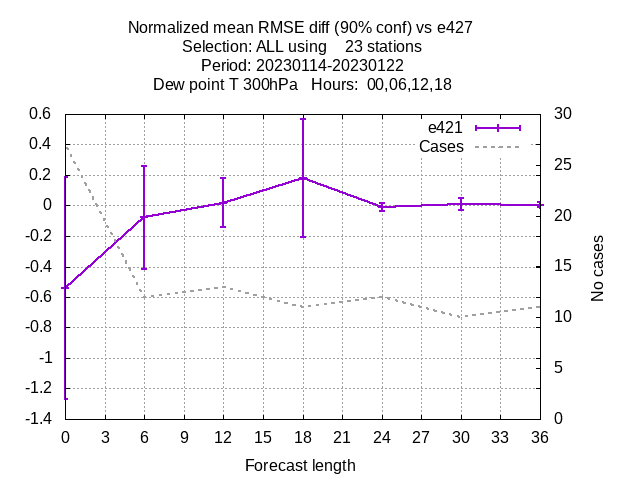 Normalized mean RMSE diff (90% conf) vs e427
Selection: ALL using    23 stations
Period: 20230114-20230122
Dew point T 300hPa   Hours:  00,06,12,18
e421
Cases
0.6
0.4
0.2
0
-0.2
-0.4
-0.6
-0.8
-1
-1.2
-1.4
30
25
20
15
10
5
0
No cases
0 3 6 9 12 15 18 21 24 27 30 33 36
Forecast length